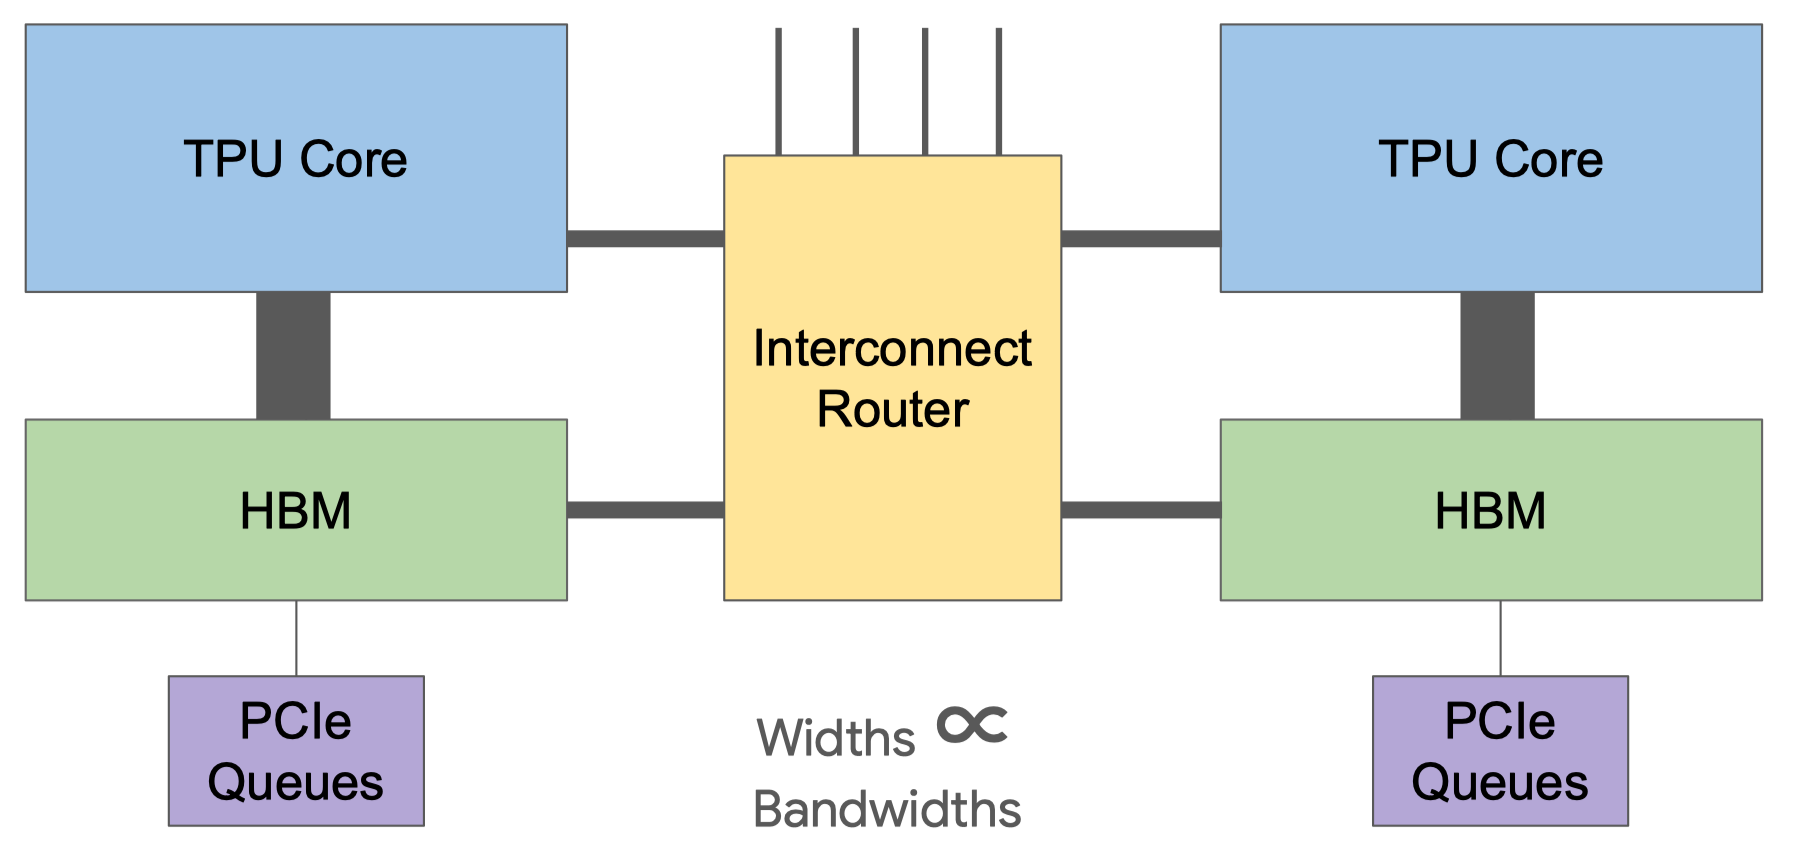 TPU Core
TPU Core
Interconnect
Router
HBM
HBM
PCIe
Queues
PCIe
Queues
Widths ∝
Bandwidths